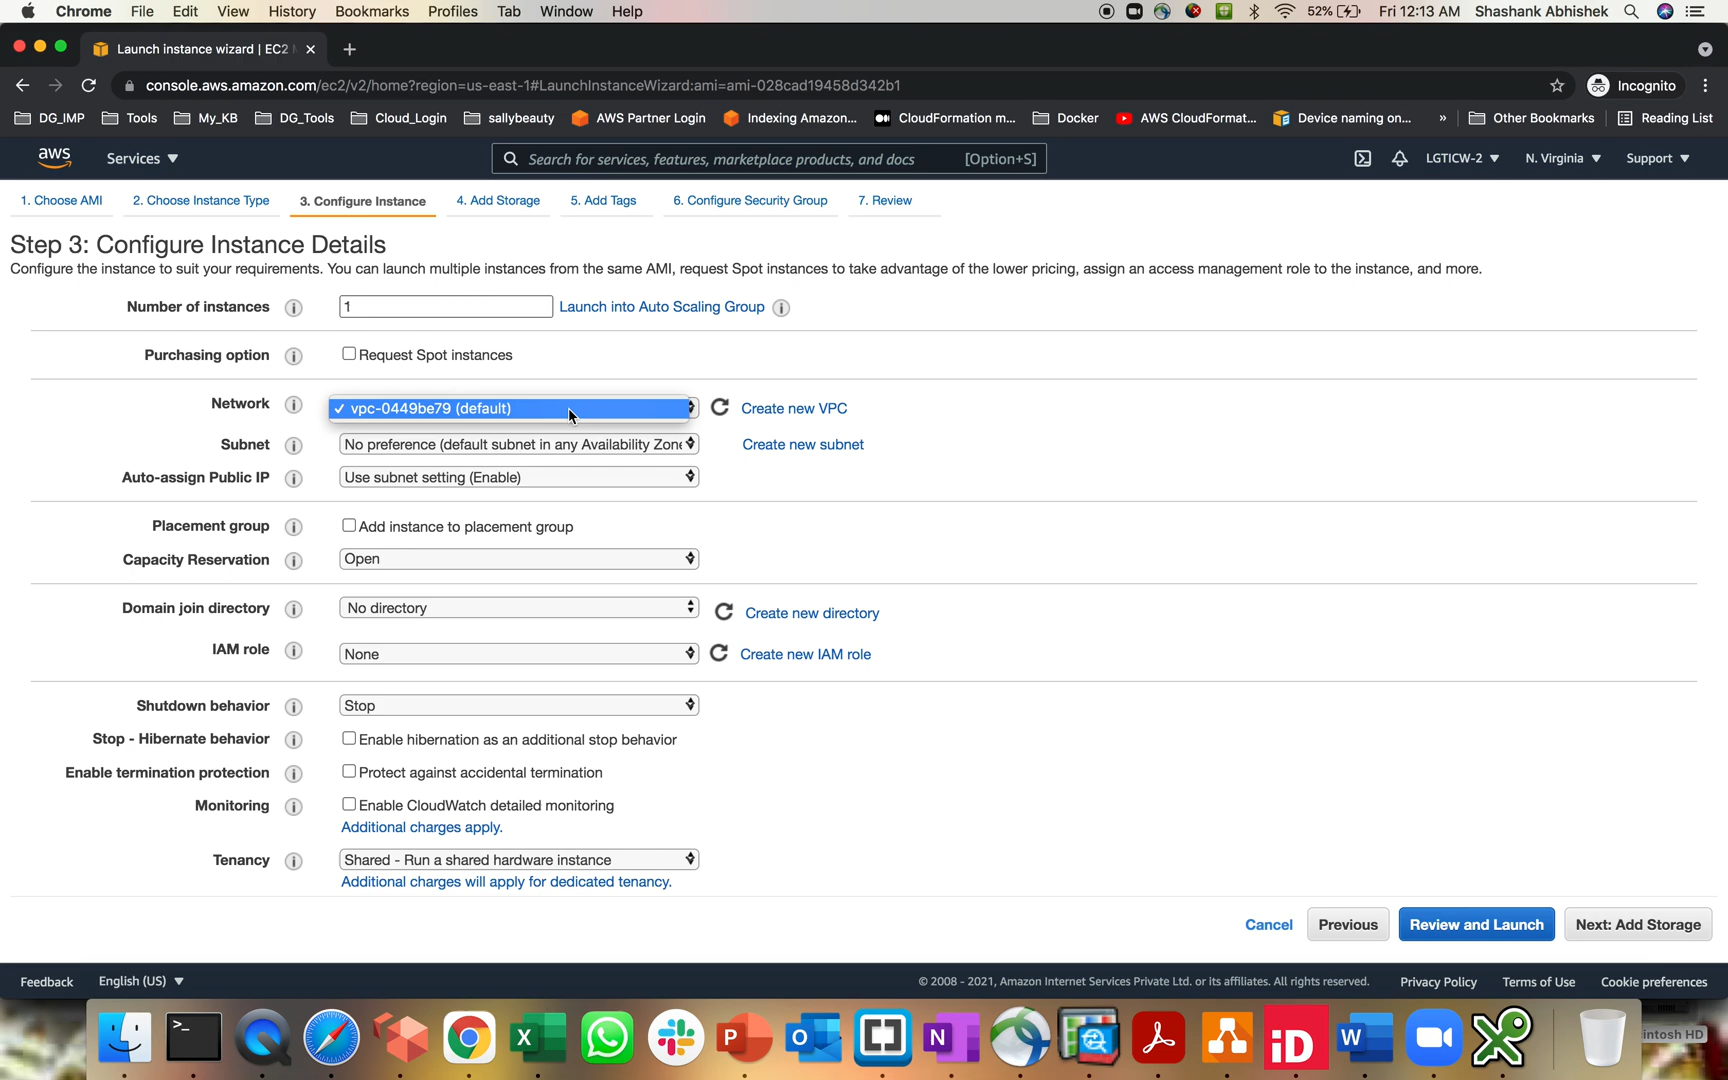 Chrome File Edit View History Bookmarks Profiles Tab Window Help 52% Fri 12:13 AM Shashank Abhishek
Launch instance wizard | EC2
console.aws.amazon.com/ec2/v2/home?region=us-east-1#LaunchInstanceWizard:ami=ami-028cad19458d342b1 Incognito
DG_IMP Tools My_KB DG_Tools Cloud_Login sallybeauty AWS Partner Login Indexing Amazon... CloudFormation m... Docker AWS CloudFormat... Device naming on... » Other Bookmarks Reading List
aws Services Search for services, features, marketplace products, and docs [Option+S] LGTICW-2 N. Virginia Support
1. Choose AMI 2. Choose Instance Type 3. Configure Instance 4. Add Storage 5. Add Tags 6. Configure Security Group 7. Review
Step 3: Configure Instance Details
Configure the instance to suit your requirements. You can launch multiple instances from the same AMI, request Spot instances to take advantage of the lower pricing, assign an access management role to the instance, and more.
Number of instances 1 Launch into Auto Scaling Group
Purchasing option Request Spot instances
Network ✓ vpc-0449be79 (default) Create new VPC
Subnet No preference (default subnet in any Availability Zone Create new subnet
Auto-assign Public IP Use subnet setting (Enable)
Placement group Add instance to placement group
Capacity Reservation Open
Domain join directory No directory Create new directory
IAM role None Create new IAM role
Shutdown behavior Stop
Stop - Hibernate behavior Enable hibernation as an additional stop behavior
Enable termination protection Protect against accidental termination
Monitoring Enable CloudWatch detailed monitoring
Additional charges apply.
Tenancy Shared - Run a shared hardware instance
Additional charges will apply for dedicated tenancy.
Cancel Previous Review and Launch Next: Add Storage
Feedback English (US) © 2008 - 2021, Amazon Internet Services Private Ltd. or its affiliates. All rights reserved. Privacy Policy Terms of Use Cookie preferences
intosh HD